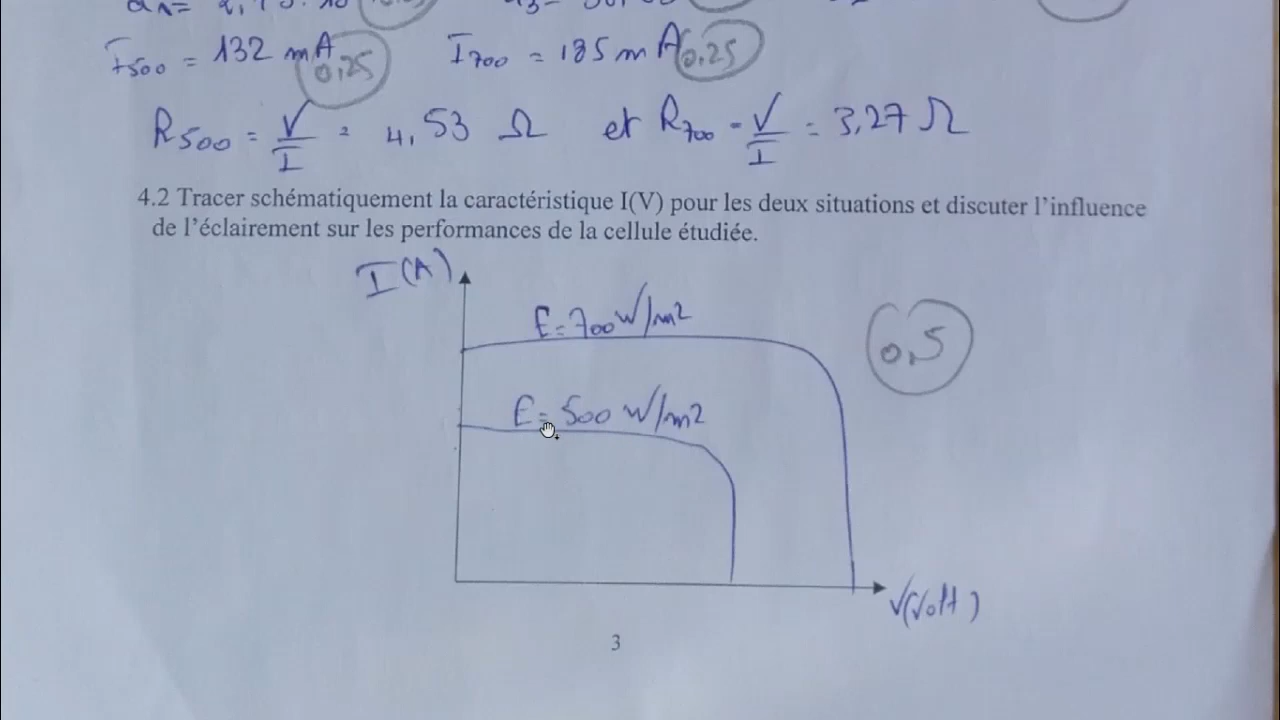 I500 = 132 mA 0,25 I700 = 185 mA 0,25
R500 = V/I = 4,53 Ω et R700 = V/I = 3,27 Ω
4.2 Tracer schématiquement la caractéristique I(V) pour les deux situations et discuter l'influence
de l'éclairement sur les performances de la cellule étudiée.
I(A)
E=700W/m2
0,5
E=500W/m2
V(Volt)
3